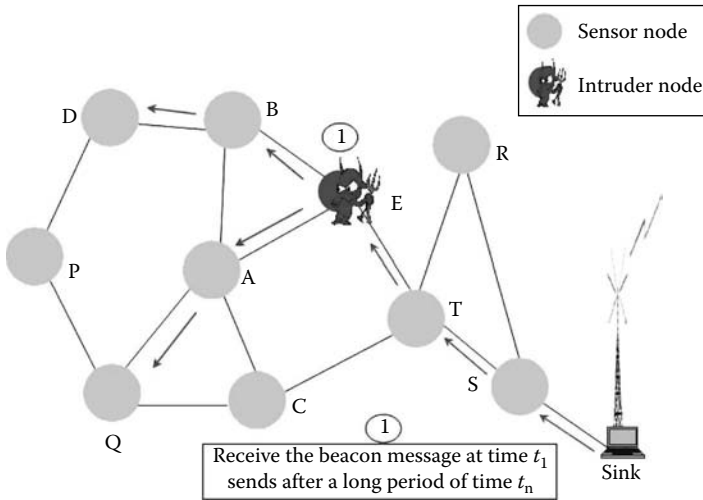 Sensor node
Intruder node
D
B
1
R
E
P
A
T
S
C
Q
1
Receive the beacon message at time t1
sends after a long period of time tn
Sink